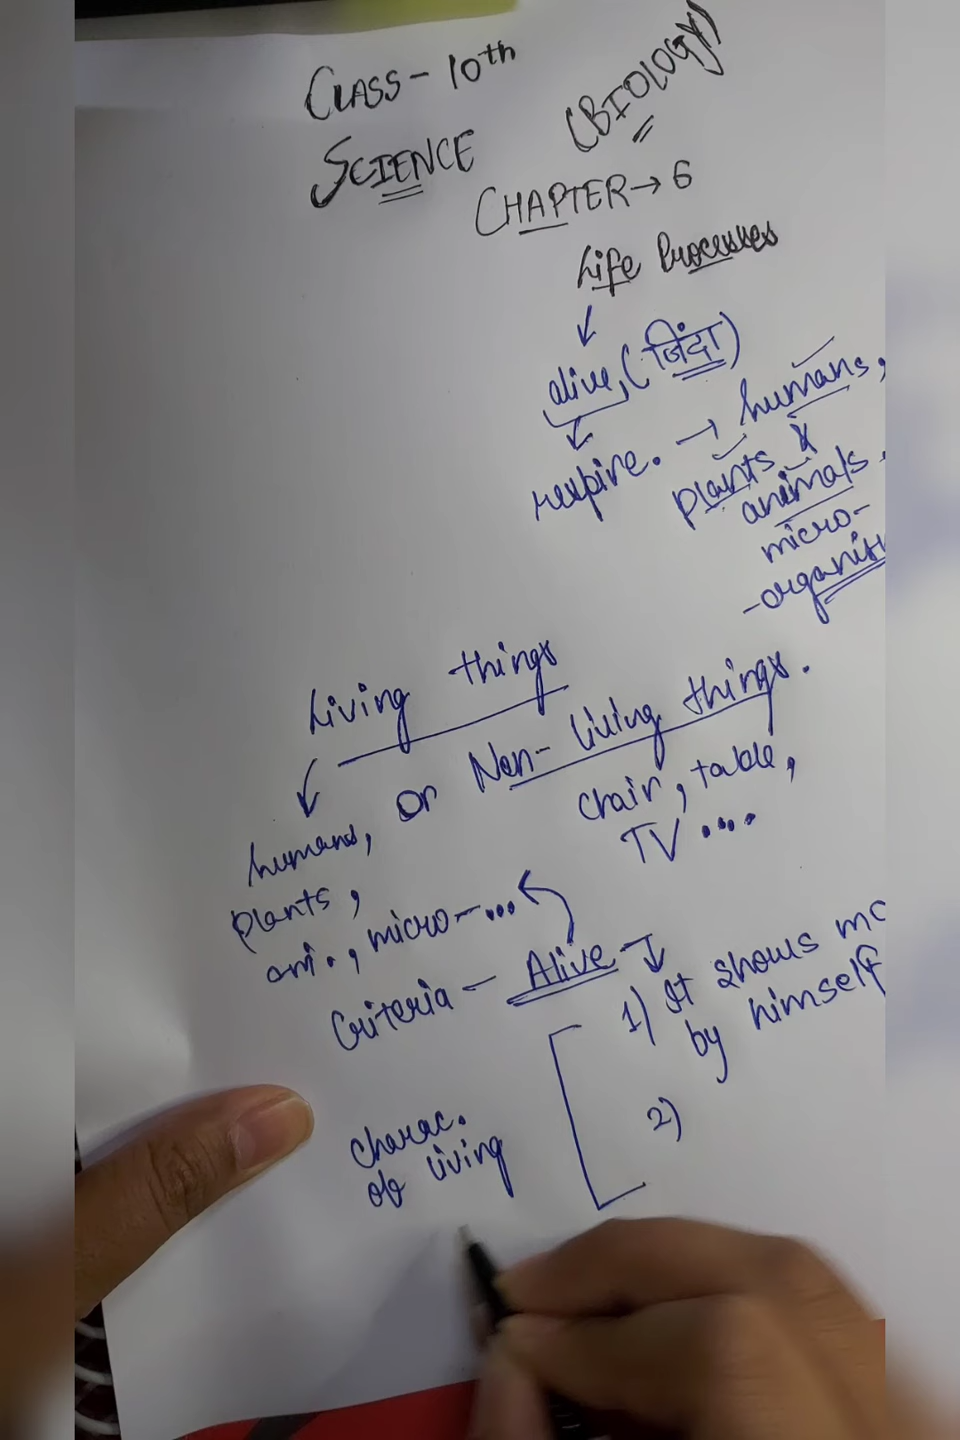 CLASS - 10th
SCIENCE (BIOLOGY)
CHAPTER → 6
Life Processes
alive, (जिंदा)
respire. → humans,
plants &
animals,
micro-
-organis
Living things
or Non-living things.
humans,
plants,
ani., micro-...
chair, table,
TV ....
Criteria - Alive
1) It shows mo
by himself
2)
charac.
of living